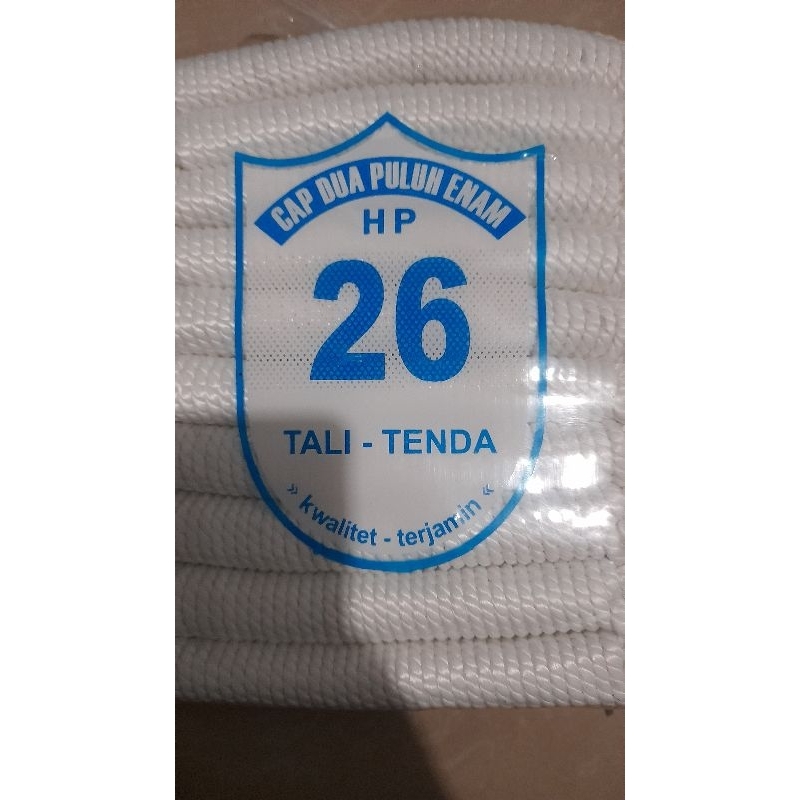 CAP DUA PULUH ENAM
HP
26
TALI - TENDA
» kwalitet - terjamin «